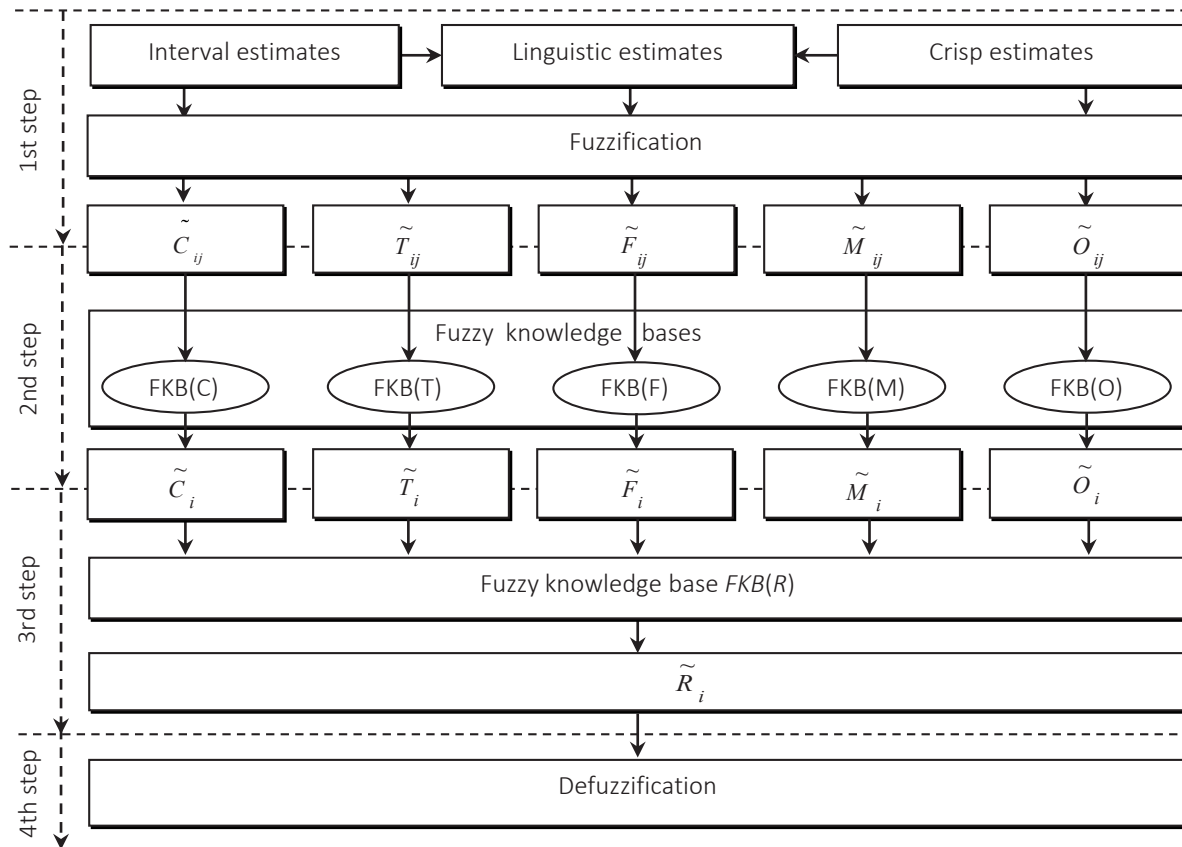 1st step
Interval estimates
Linguistic estimates
Crisp estimates
Fuzzification
C̃ij
T̃ij
F̃ij
M̃ij
Õij
2nd step
Fuzzy knowledge bases
FKB(C)
FKB(T)
FKB(F)
FKB(M)
FKB(O)
C̃i
T̃i
F̃i
M̃i
Õi
3rd step
Fuzzy knowledge base FKB(R)
R̃i
4th step
Defuzzification